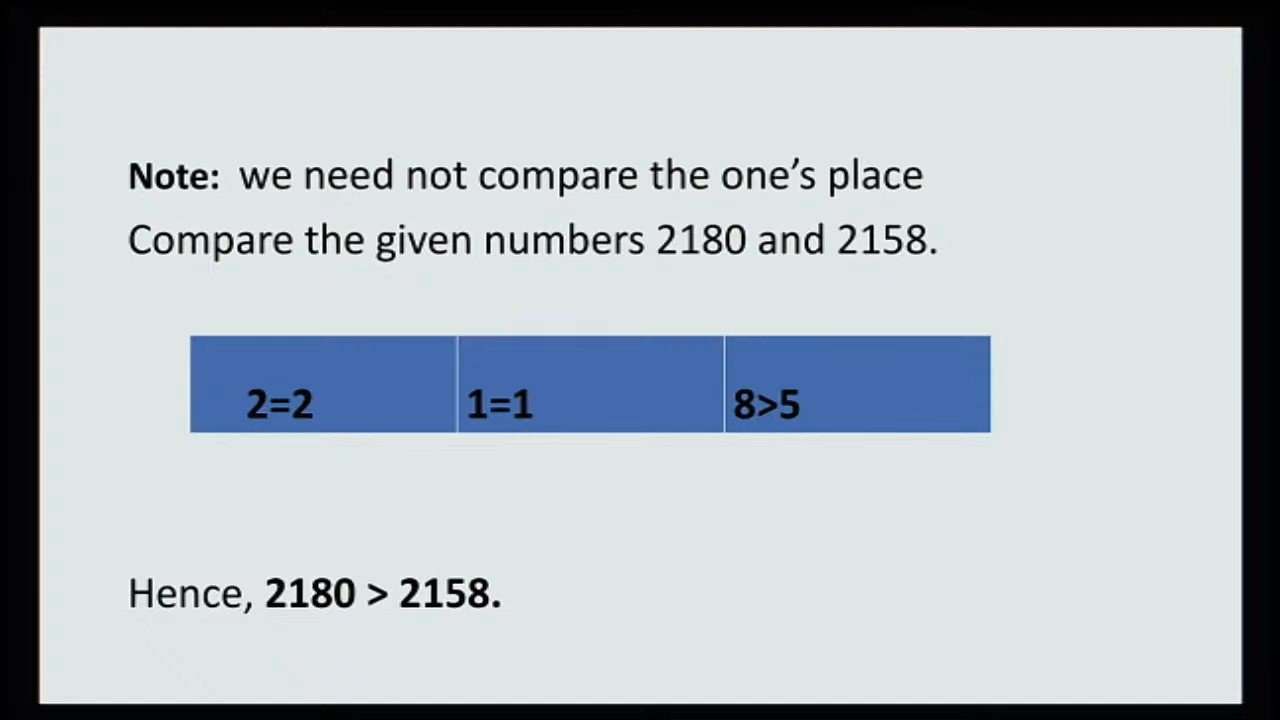 Note: we need not compare the one’s place
Compare the given numbers 2180 and 2158.
2=2 1=1 8>5
Hence, 2180 > 2158.